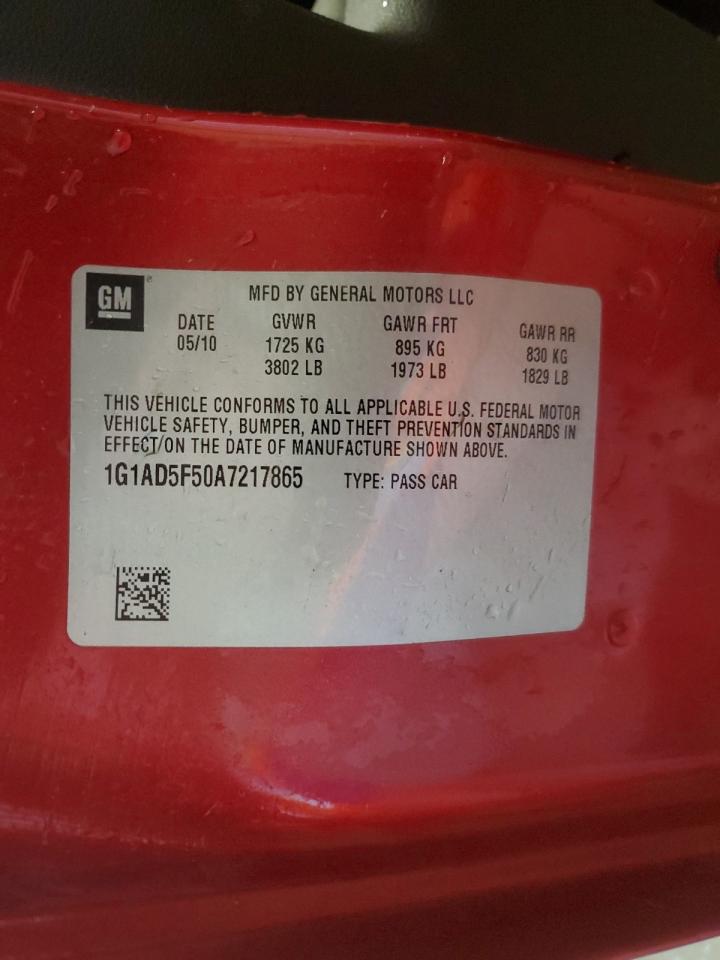 GM
MFD BY GENERAL MOTORS LLC
DATE GVWR GAWR FRT GAWR RR
05/10 1725 KG 895 KG 830 KG
3802 LB 1973 LB 1829 LB
THIS VEHICLE CONFORMS TO ALL APPLICABLE U.S. FEDERAL MOTOR
VEHICLE SAFETY, BUMPER, AND THEFT PREVENTION STANDARDS IN
EFFECT/ON THE DATE OF MANUFACTURE SHOWN ABOVE.
1G1AD5F50A7217865 TYPE: PASS CAR